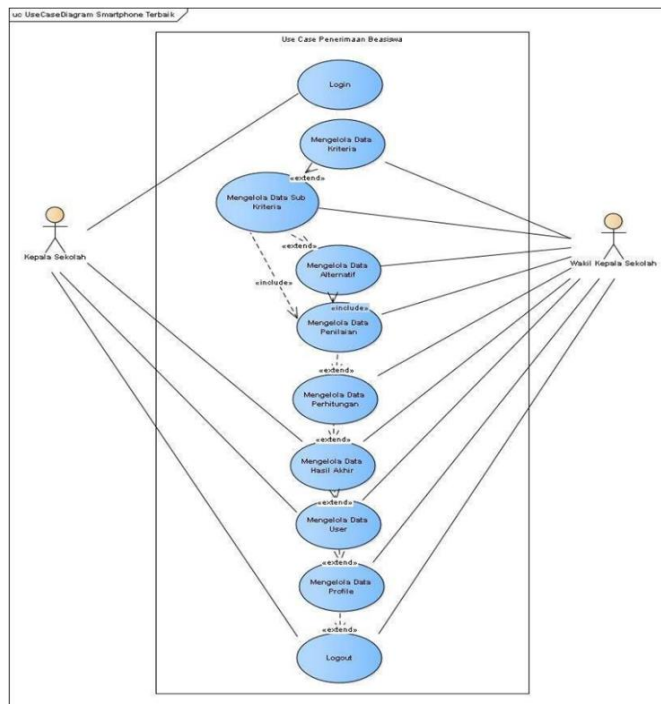 uc UseCaseDiagram Smartphone Terbaik
Use Case Penerimaan Beasiswa
Login
Mengelola Data
Kriteria
«extend»
Mengelola Data Sub
Kriteria
«extend»
Kepala Sekolah
Wakil Kepala Sekolah
Mengelola Data
Alternatif
«include»
«include»
Mengelola Data
Penilaian
«extend»
Mengelola Data
Perhitungan
«extend»
Mengelola Data
Hasil Akhir
«extend»
Mengelola Data
User
«extend»
Mengelola Data
Profile
«extend»
Logout